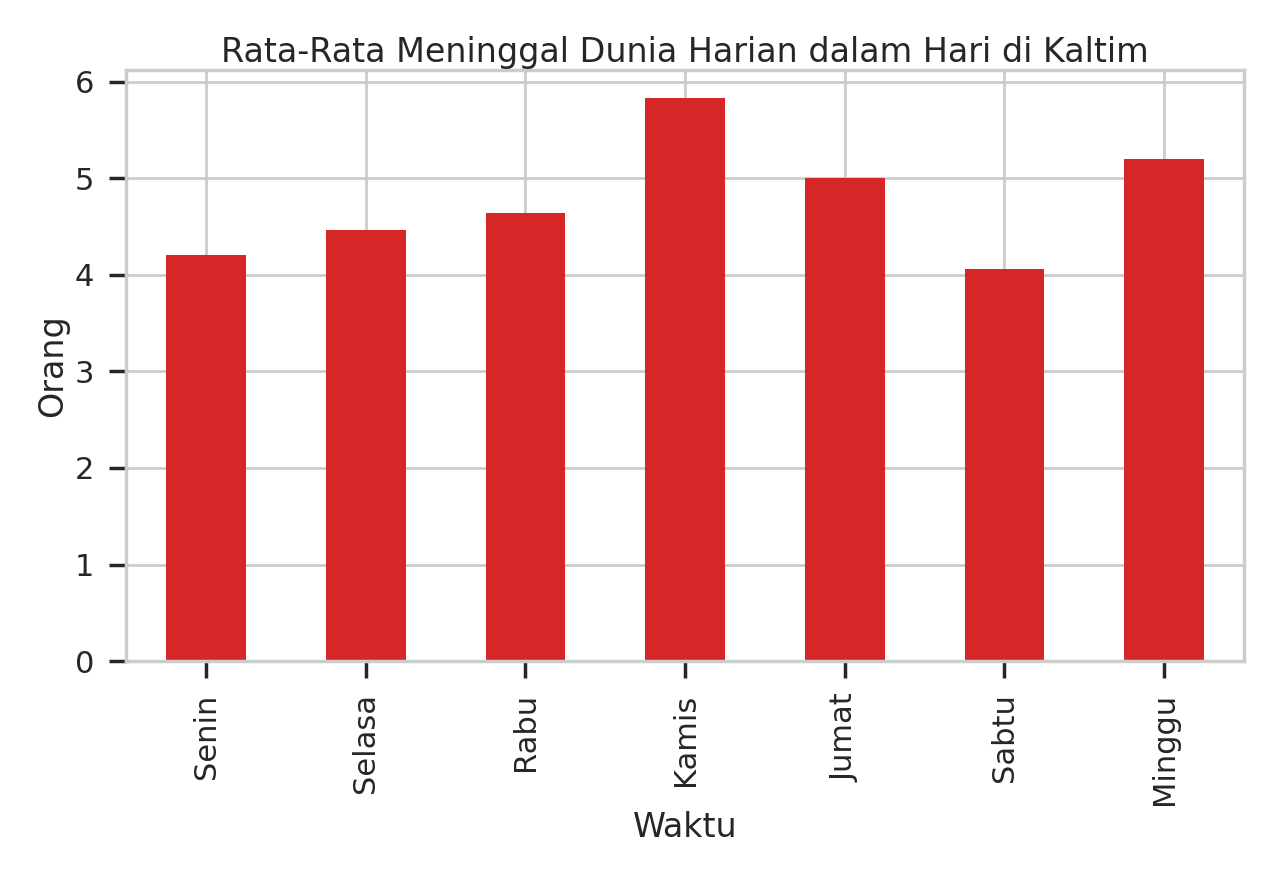 Rata-Rata Meninggal Dunia Harian dalam Hari di Kaltim
6
5
4
3
2
1
0
Orang
Senin
Selasa
Rabu
Kamis
Jumat
Sabtu
Minggu
Waktu